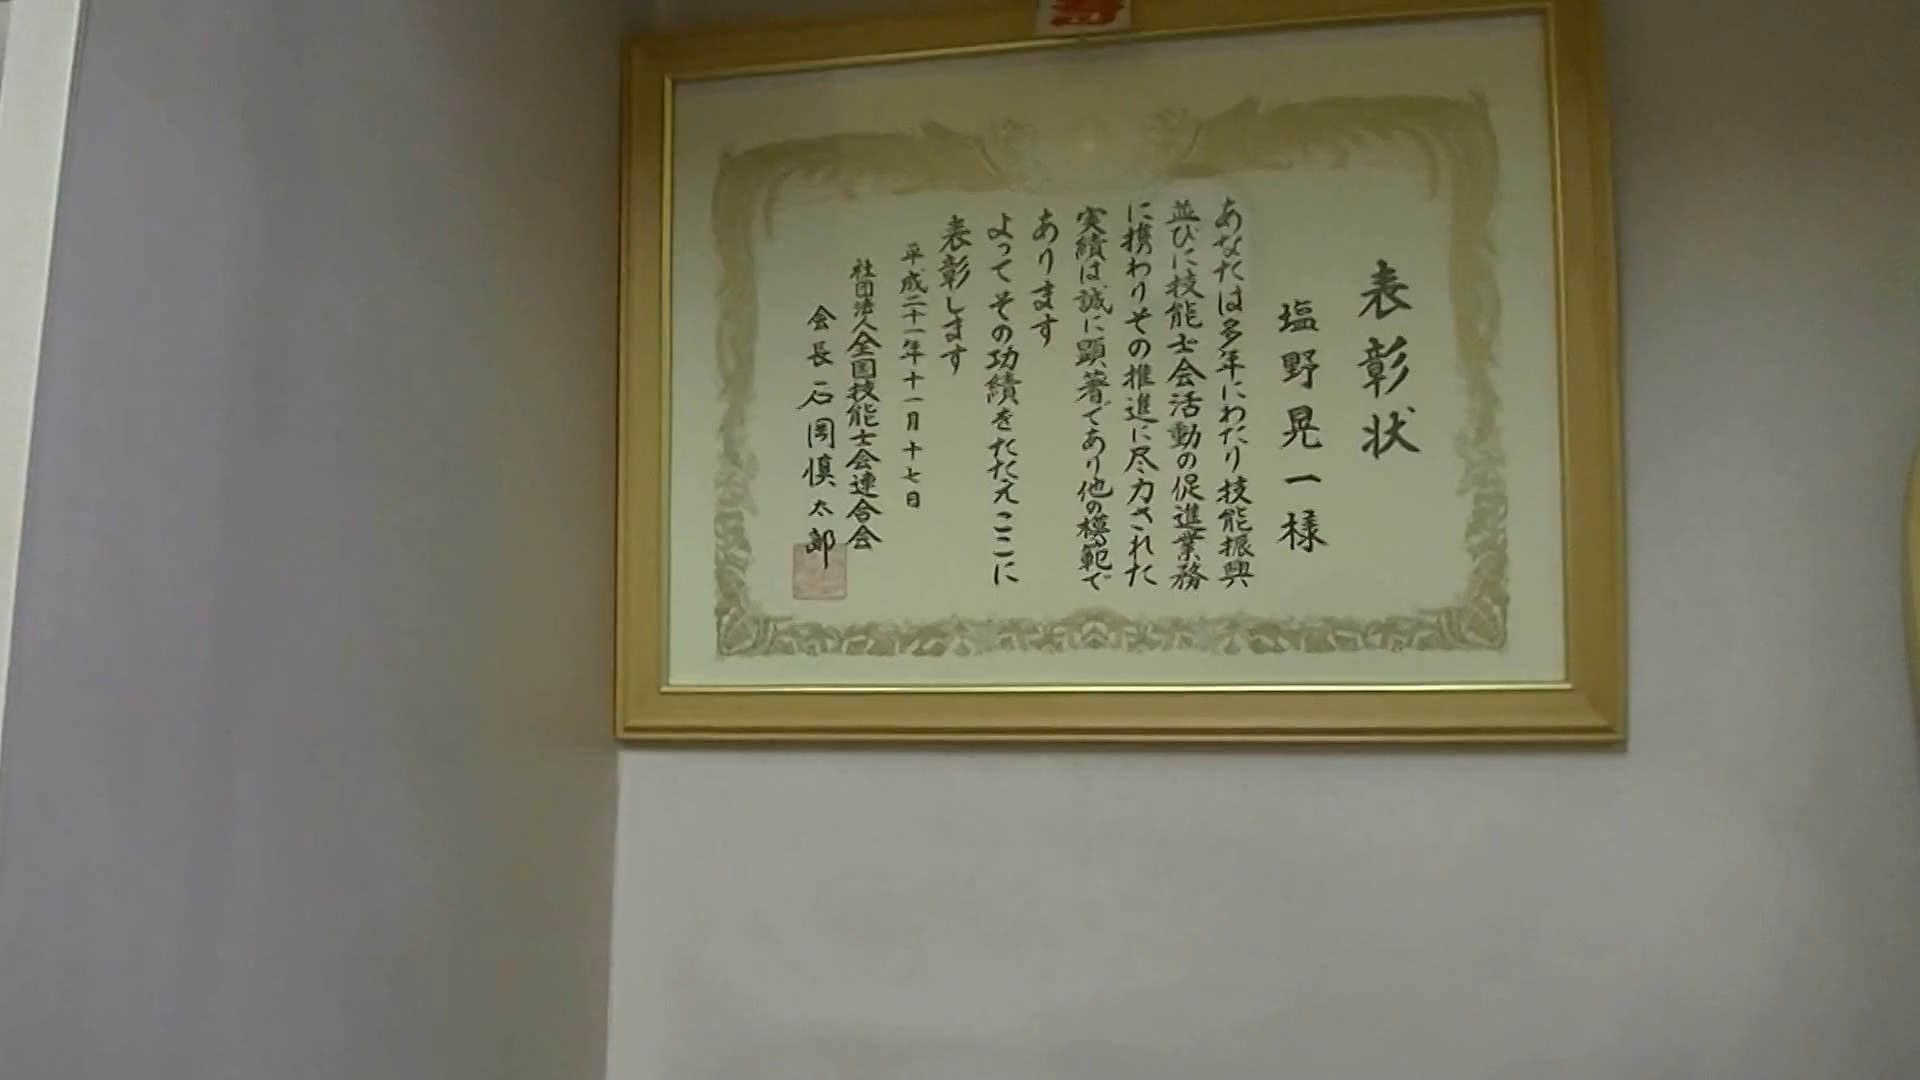 表彰状
塩野晃一様
あなたは多年にわたり技能振興
並びに技能士会活動の促進業務
に携わりその推進に尽力された
実績は誠に顕著であり他の模範で
あります
よってその功績をたたえここに
表彰します
平成二十一年十一月十七日
社団法人全国技能士会連合会
会長石岡慎太郎